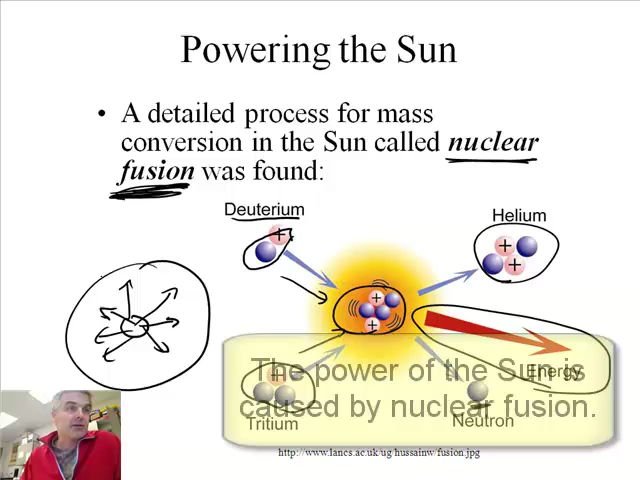 Powering the Sun
• A detailed process for mass
conversion in the Sun called nuclear
fusion was found:
Deuterium
Helium
+
+
+
+
+
The power of the Sun is
Energy
+
caused by nuclear fusion.
Tritium
Neutron
http://www.lancs.ac.uk/ug/hussainw/fusion.jpg